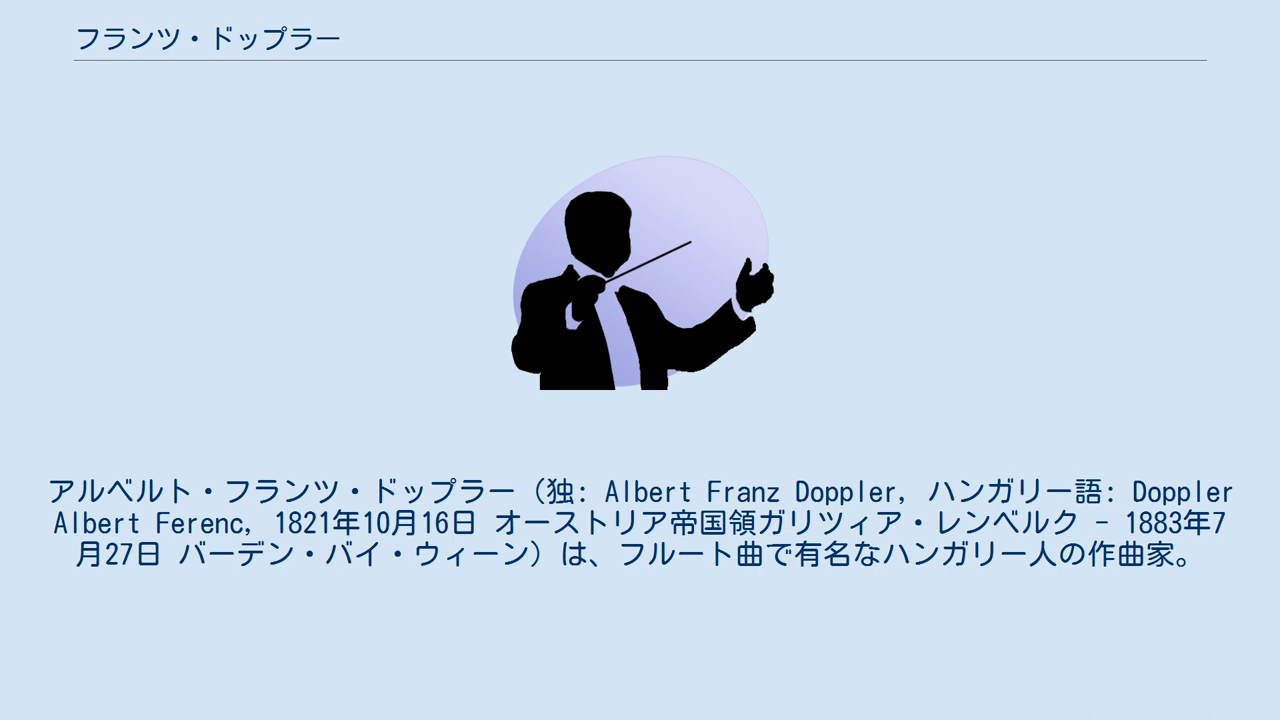 フランツ・ドップラー
アルベルト・フランツ・ドップラー（独: Albert Franz Doppler, ハンガリー語: Doppler
Albert Ferenc, 1821年10月16日 オーストリア帝国領ガリツィア・レンベルク - 1883年7
月27日 バーデン・バイ・ウィーン）は、フルート曲で有名なハンガリー人の作曲家。